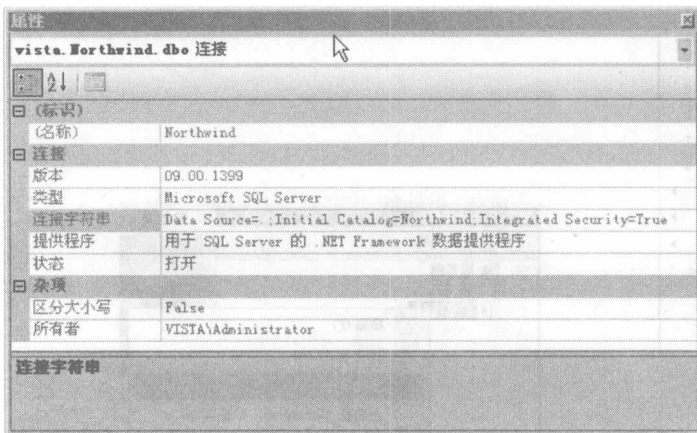 属性
vista.Northwind.dbo 连接
(标识)
(名称) Northwind
连接
版本 09.00.1399
类型 Microsoft SQL Server
连接字符串 Data Source=.;Initial Catalog=Northwind;Integrated Security=True
提供程序 用于 SQL Server 的 .NET Framework 数据提供程序
状态 打开
杂项
区分大小写 False
所有者 VISTA\Administrator
连接字符串